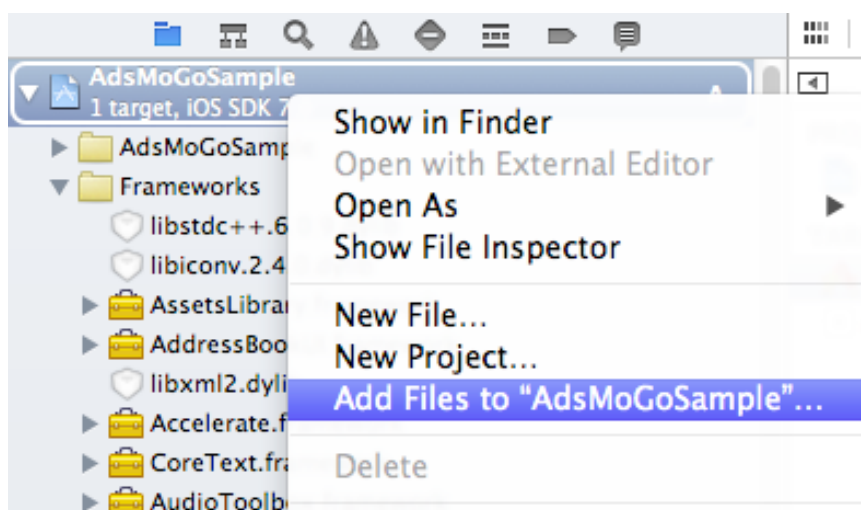 AdsMoGoSample
1 target, iOS SDK 7
AdsMoGoSamp
Frameworks
libstdc++.6
libiconv.2.4
AssetsLibrar
AddressBoo
libxml2.dyli
Accelerate.f
CoreText.fra
AudioToolb
Show in Finder
Open with External Editor
Open As
Show File Inspector
New File...
New Project...
Add Files to “AdsMoGoSample”...
Delete